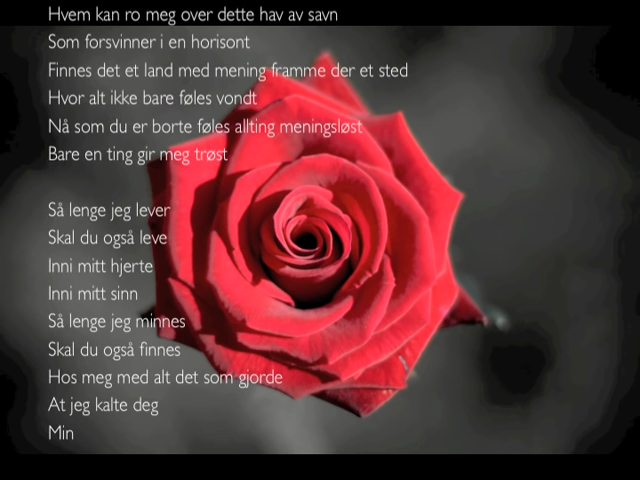 Hvem kan ro meg over dette hav av savn
Som forsvinner i en horisont
Finnes det et land med mening framme der et sted
Hvor alt ikke bare føles vondt
Nå som du er borte føles allting meningsløst
Bare en ting gir meg trøst
Så lenge jeg lever
Skal du også leve
Inni mitt hjerte
Inni mitt sinn
Så lenge jeg minnes
Skal du også finnes
Hos meg med alt det som gjorde
At jeg kalte deg
Min